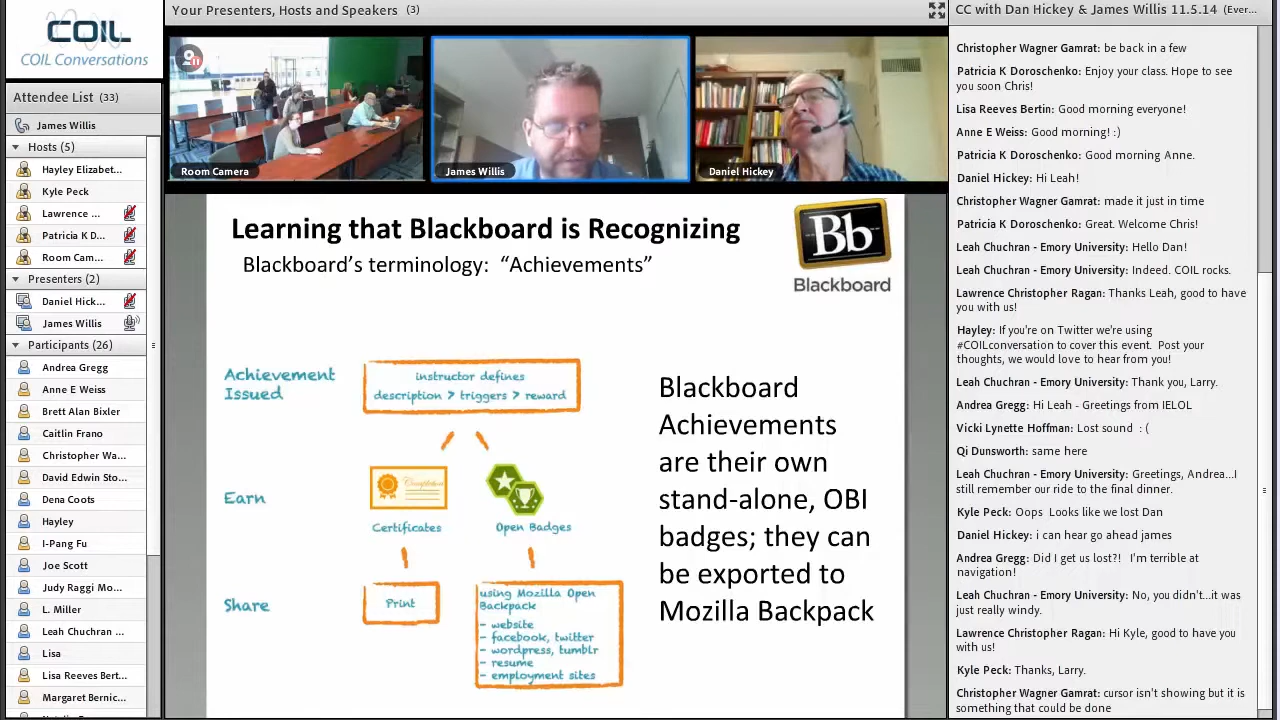 COIL
COIL Conversations
Attendee List (33)
James Willis
Hosts (5)
Hayley Elizabet...
Kyle Peck
Lawrence ...
Patricia K D...
Room Cam...
Presenters (2)
Daniel Hick...
James Willis
Participants (26)
Andrea Gregg
Anne E Weiss
Brett Alan Bixler
Caitlin Frano
Christopher Wa...
David Edwin Sto...
Dena Coots
Hayley
I-Pang Fu
Joe Scott
Judy Raggi Mo...
L. Miller
Leah Chuchran ...
Lisa
Lisa Reeves Bert...
Margaret Bernic...
Your Presenters, Hosts and Speakers (3)
Room Camera
James Willis
Daniel Hickey
Learning that Blackboard is Recognizing
Blackboard's terminology: "Achievements"
Bb
Blackboard
Achievement
Issued
instructor defines
description > triggers > reward
Earn
Completion
Certificates
Open Badges
Share
Print
using Mozilla Open
Backpack
- website
- facebook, twitter
- wordpress, tumblr
- resume
- employment sites
Blackboard
Achievements
are their own
stand-alone, OBI
badges; they can
be exported to
Mozilla Backpack
CC with Dan Hickey & James Willis 11.5.14 (Ever...
Christopher Wagner Gamrat: be back in a few
Patricia K Doroschenko: Enjoy your class. Hope to see
you soon Chris!
Lisa Reeves Bertin: Good morning everyone!
Anne E Weiss: Good morning! :)
Patricia K Doroschenko: Good morning Anne.
Daniel Hickey: Hi Leah!
Christopher Wagner Gamrat: made it just in time
Patricia K Doroschenko: Great. Welcome Chris!
Leah Chuchran - Emory University: Hello Dan!
Leah Chuchran - Emory University: Indeed. COIL rocks.
Lawrence Christopher Ragan: Thanks Leah, good to have
you with us!
Hayley: If you're on Twitter we're using
#COILconversation to cover this event. Post your
thoughts, we would love to hear from you!
Leah Chuchran - Emory University: Thank you, Larry.
Andrea Gregg: Hi Leah - Greetings from IELOL
Vicki Lynette Hoffman: Lost sound : (
Qi Dunsworth: same here
Leah Chuchran - Emory University: Greetings, Andrea...I
still remember our ride to the final dinner.
Kyle Peck: Oops Looks like we lost Dan
Daniel Hickey: i can hear go ahead james
Andrea Gregg: Did I get us lost?! I'm terrible at
navigation!
Leah Chuchran - Emory University: No, you didn't...it was
just really windy.
Lawrence Christopher Ragan: Hi Kyle, good to have you
with us!
Kyle Peck: Thanks, Larry.
Christopher Wagner Gamrat: cursor isn't showing but it is
something that could be done